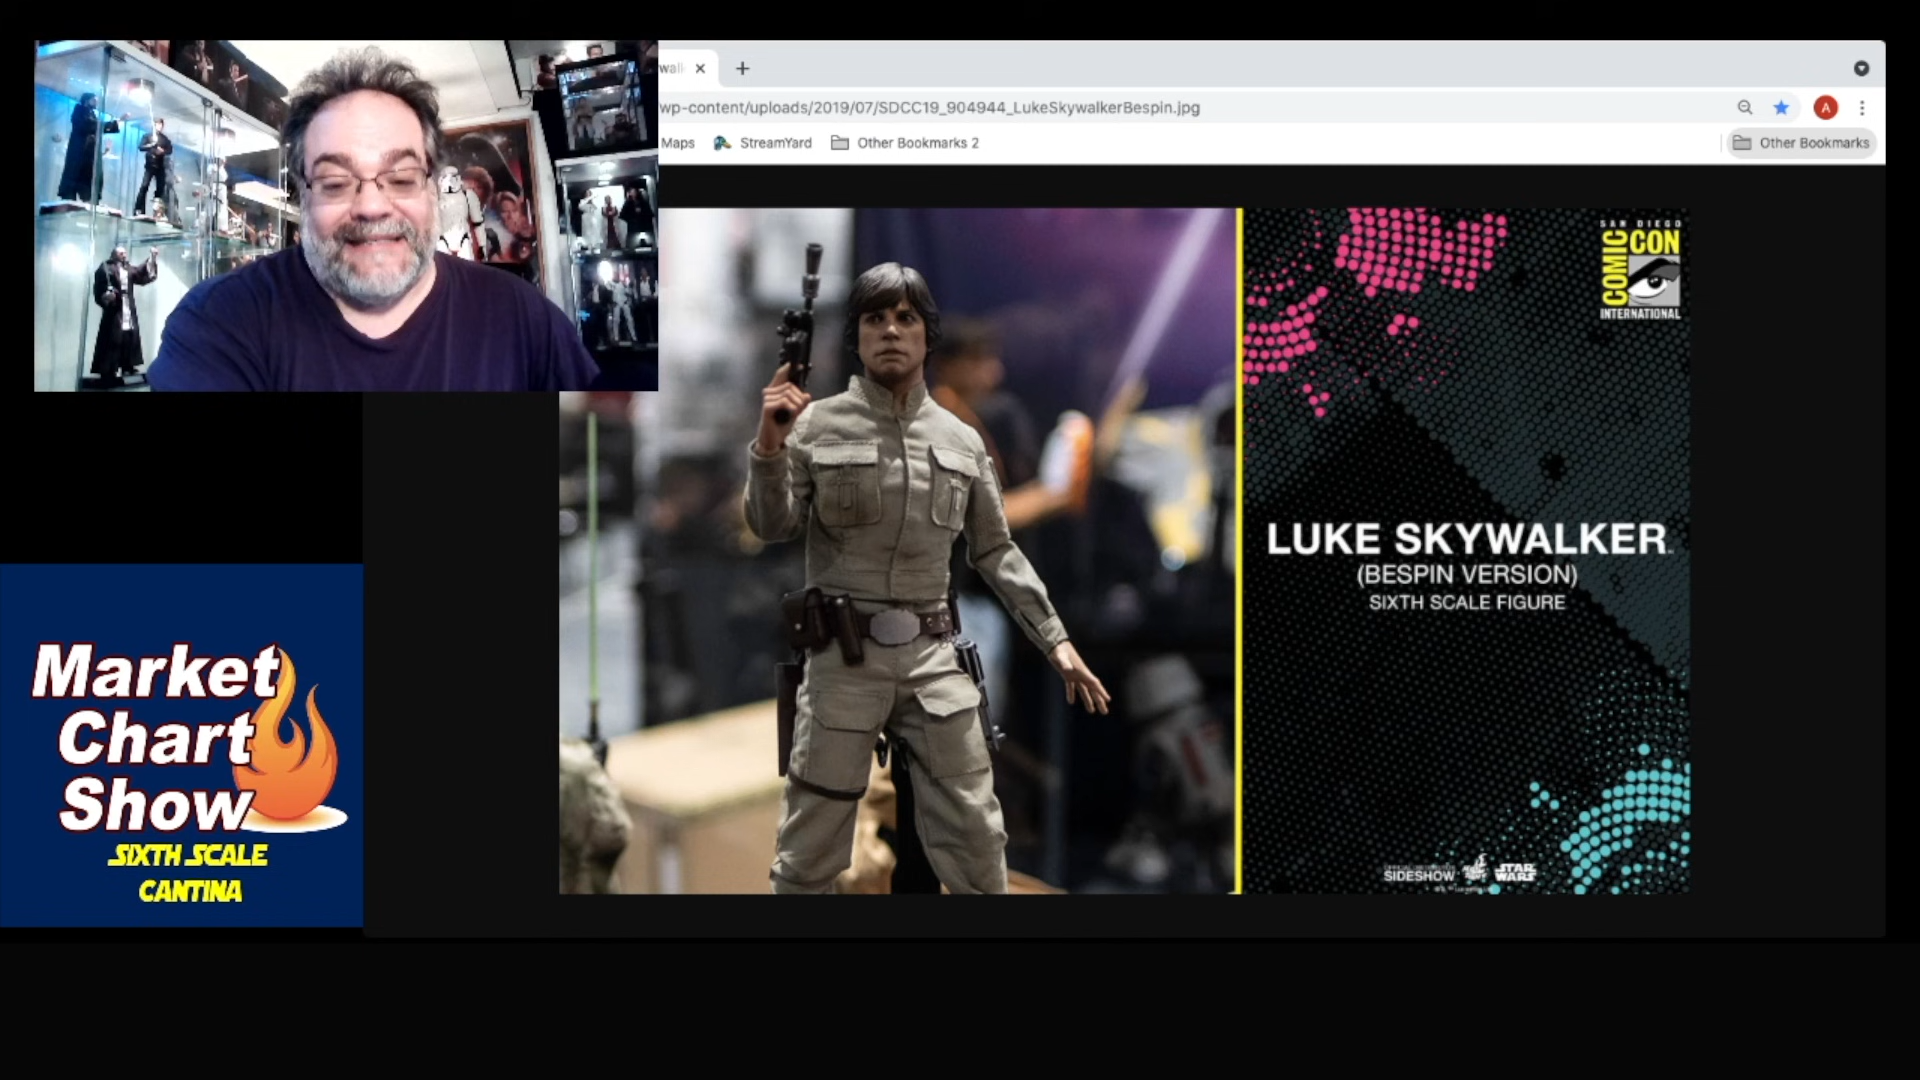 wp-content/uploads/2019/07/SDCC19_904944_LukeSkywalkerBespin.jpg
A
Maps
StreamYard
Other Bookmarks 2
Other Bookmarks
SAN DIEGO
COMIC CON
INTERNATIONAL
LUKE SKYWALKER
(BESPIN VERSION)
SIXTH SCALE FIGURE
SIDESHOW
STAR WARS
Market
Chart
Show
SIXTH SCALE
CANTINA